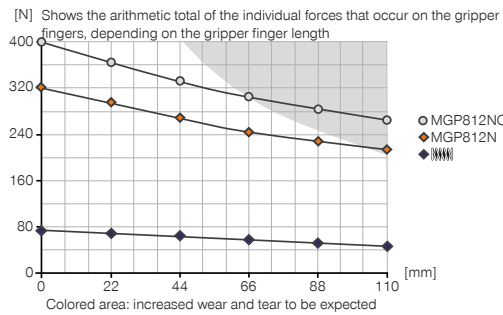 [N] Shows the arithmetic total of the individual forces that occur on the gripper
fingers, depending on the gripper finger length
400
320
240
160
80
0
0 22 44 66 88 110 [mm]
MGP812NC
MGP812N
Colored area: increased wear and tear to be expected